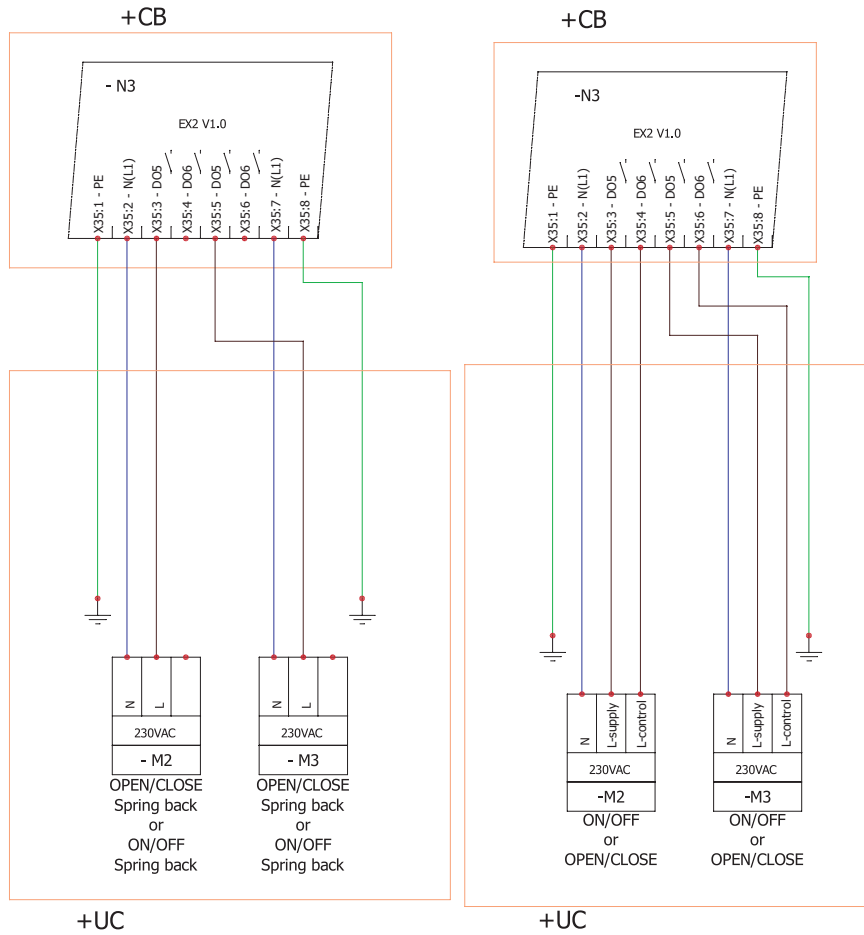 +CB
- N3
EX2 V1.0
X35:1 - PE
X35:2 - N(L1)
X35:3 - DO5
X35:4 - DO6
X35:5 - DO5
X35:6 - DO6
X35:7 - N(L1)
X35:8 - PE
N
L
230VAC
- M2
OPEN/CLOSE
Spring back
or
ON/OFF
Spring back
N
L
230VAC
- M3
OPEN/CLOSE
Spring back
or
ON/OFF
Spring back
+UC
+CB
-N3
EX2 V1.0
X35:1 - PE
X35:2 - N(L1)
X35:3 - DO5
X35:4 - DO6
X35:5 - DO5
X35:6 - DO6
X35:7 - N(L1)
X35:8 - PE
N
L-supply
L-control
230VAC
-M2
ON/OFF
or
OPEN/CLOSE
N
L-supply
L-control
230VAC
-M3
ON/OFF
or
OPEN/CLOSE
+UC